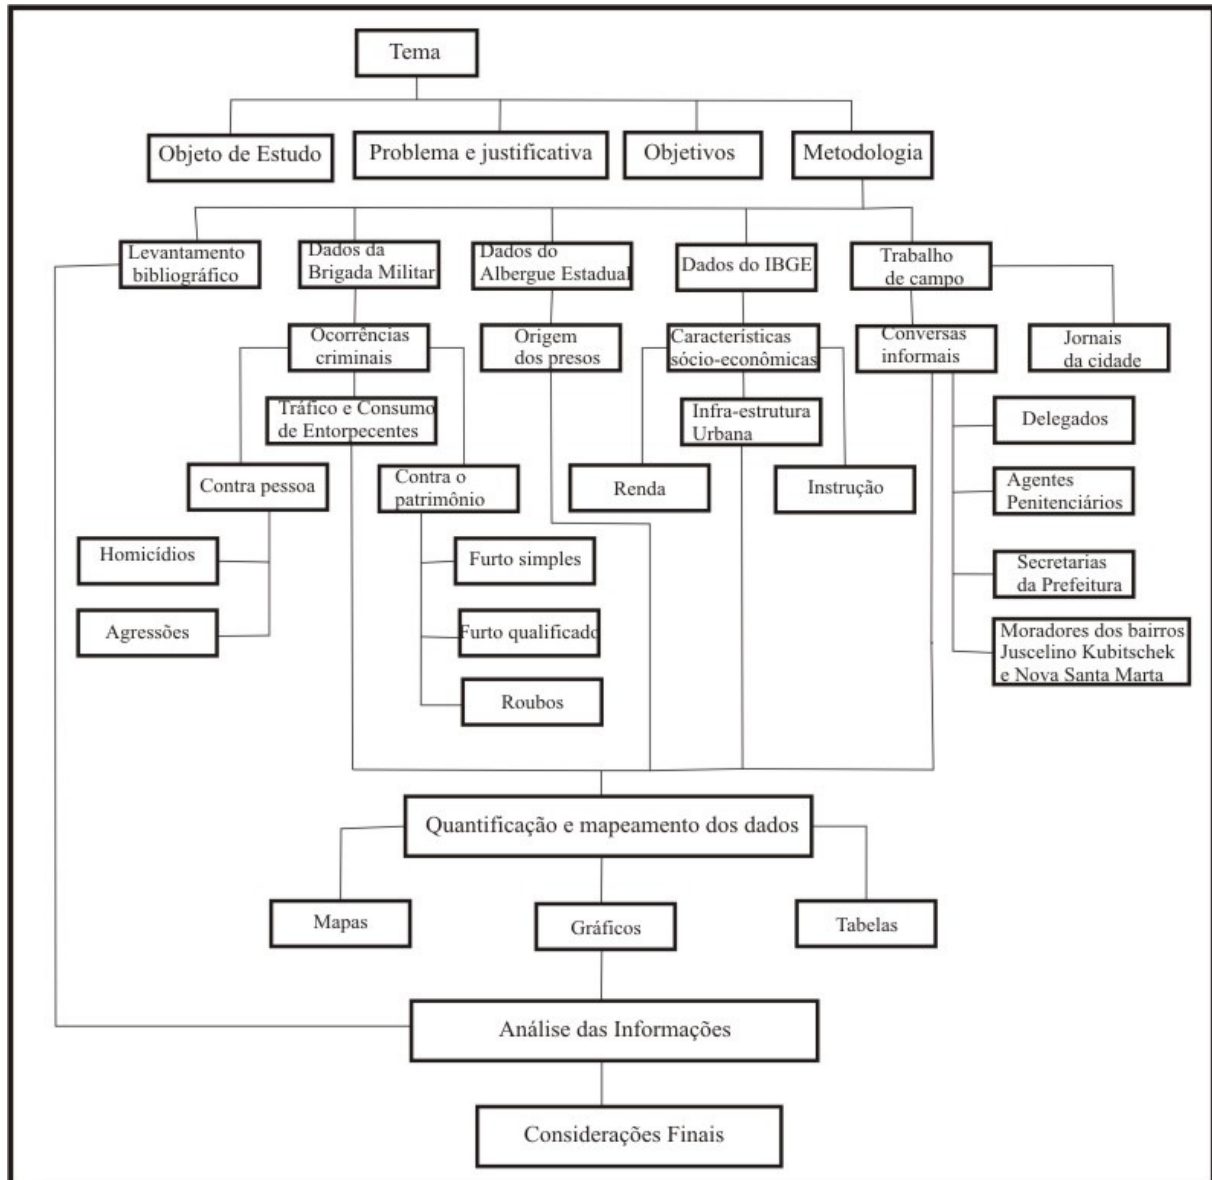 Tema
Objeto de Estudo
Problema e justificativa
Objetivos
Metodologia
Levantamento
bibliográfico
Dados da
Brigada Militar
Dados do
Albergue Estadual
Dados do IBGE
Trabalho
de campo
Ocorrências
criminais
Origem
dos presos
Características
sócio-econômicas
Conversas
informais
Jornais
da cidade
Tráfico e Consumo
de Entorpecentes
Infra-estrutura
Urbana
Delegados
Contra pessoa
Contra o
patrimônio
Renda
Instrução
Agentes
Penitenciários
Homicídios
Furto simples
Secretarias
da Prefeitura
Agressões
Furto qualificado
Moradores dos bairros
Juscelino Kubitschek
e Nova Santa Marta
Roubos
Quantificação e mapeamento dos dados
Mapas
Gráficos
Tabelas
Análise das Informações
Considerações Finais